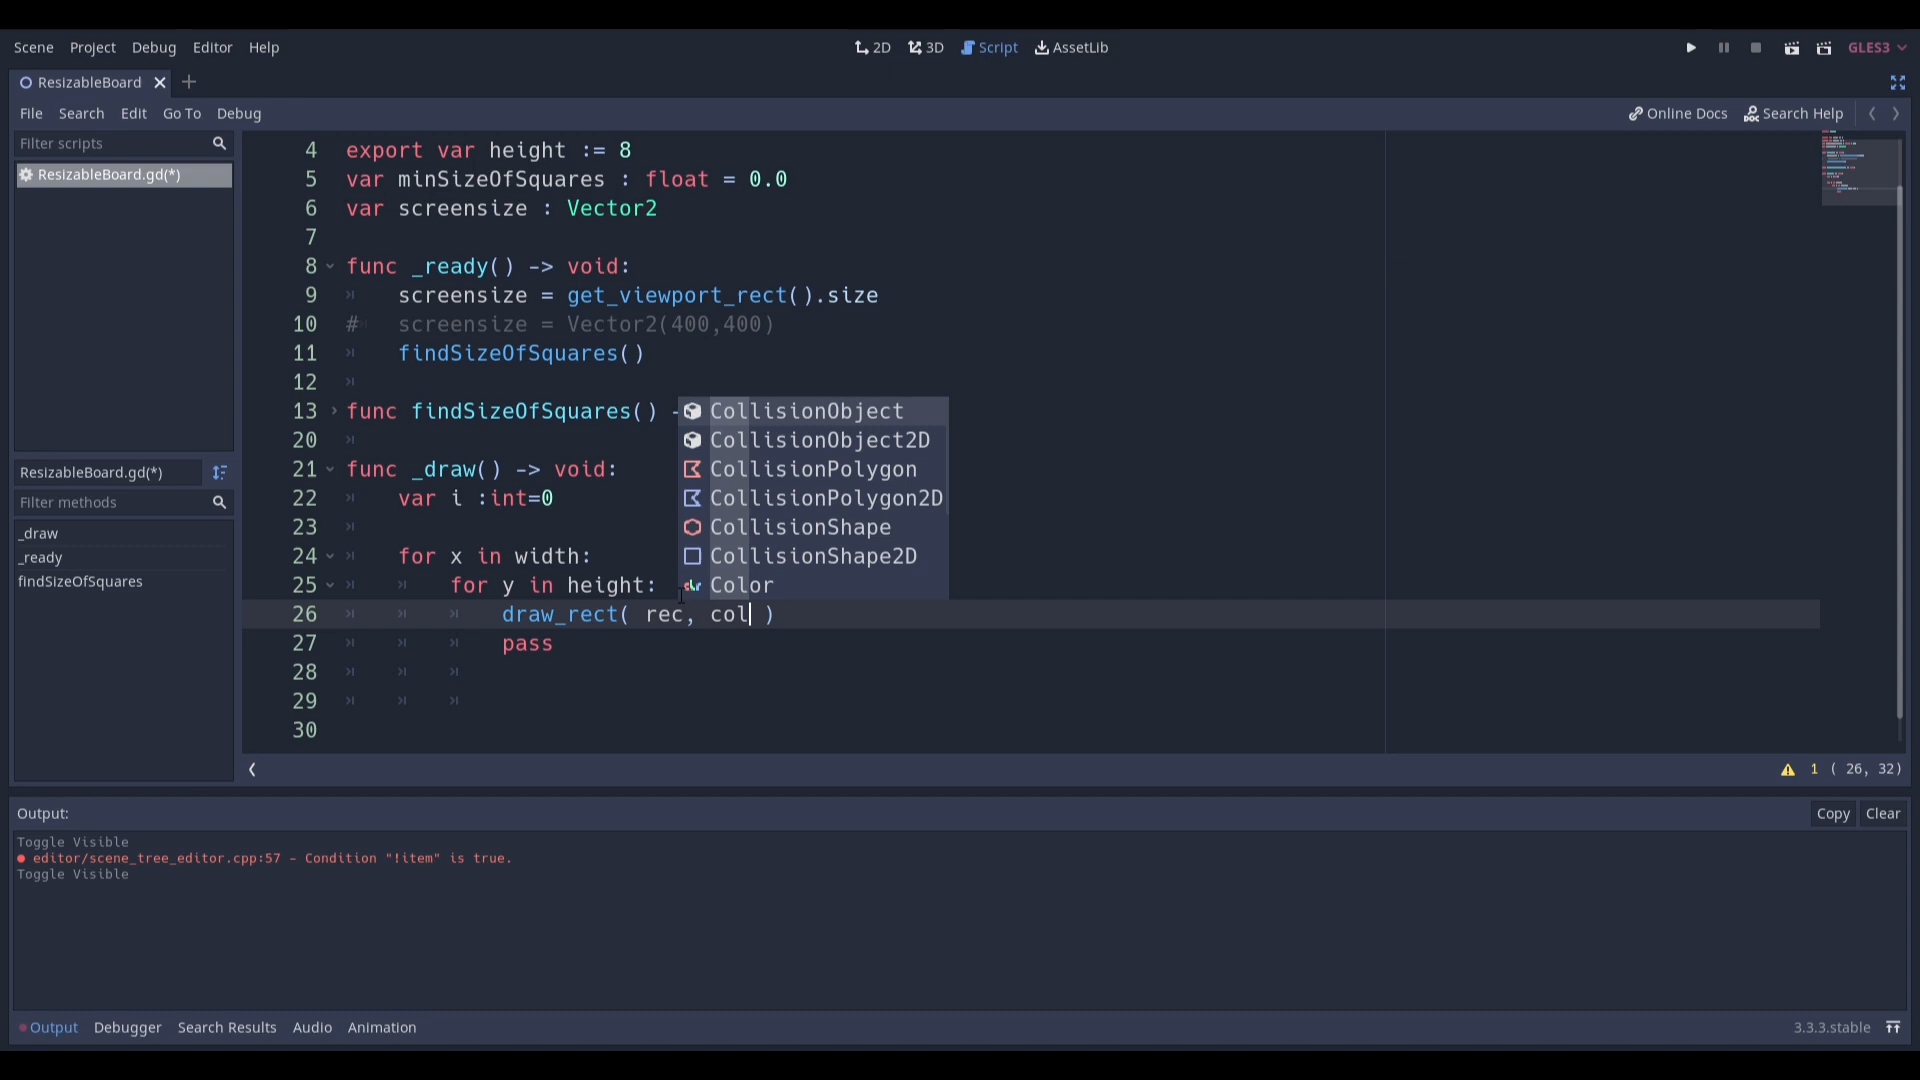 Scene Project Debug Editor Help 2D 3D Script AssetLib GLES3
ResizableBoard
File Search Edit Go To Debug Online Docs Search Help
Filter scripts
ResizableBoard.gd(*)
ResizableBoard.gd(*)
Filter methods
_draw
_ready
findSizeOfSquares
4 export var height := 8
5 var minSizeOfSquares : float = 0.0
6 var screensize : Vector2
7
8 func _ready() -> void:
9 screensize = get_viewport_rect().size
10 # screensize = Vector2(400,400)
11 findSizeOfSquares()
12
13 func findSizeOfSquares() -
20
21 func _draw() -> void:
22 var i :int=0
23
24 for x in width:
25 for y in height:
26 draw_rect( rec, col )
27 pass
28
29
30
CollisionObject
CollisionObject2D
CollisionPolygon
CollisionPolygon2D
CollisionShape
CollisionShape2D
Color
1 ( 26, 32)
Output: Copy Clear
Toggle Visible
editor/scene_tree_editor.cpp:57 - Condition "!item" is true.
Toggle Visible
Output Debugger Search Results Audio Animation 3.3.3.stable